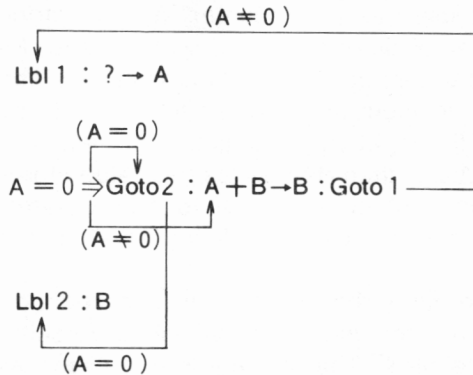 (A ≠ 0)
Lbl 1 : ? → A
(A = 0)
A = 0 ⇒ Goto 2 : A + B → B : Goto 1
(A ≠ 0)
Lbl 2 : B
(A = 0)